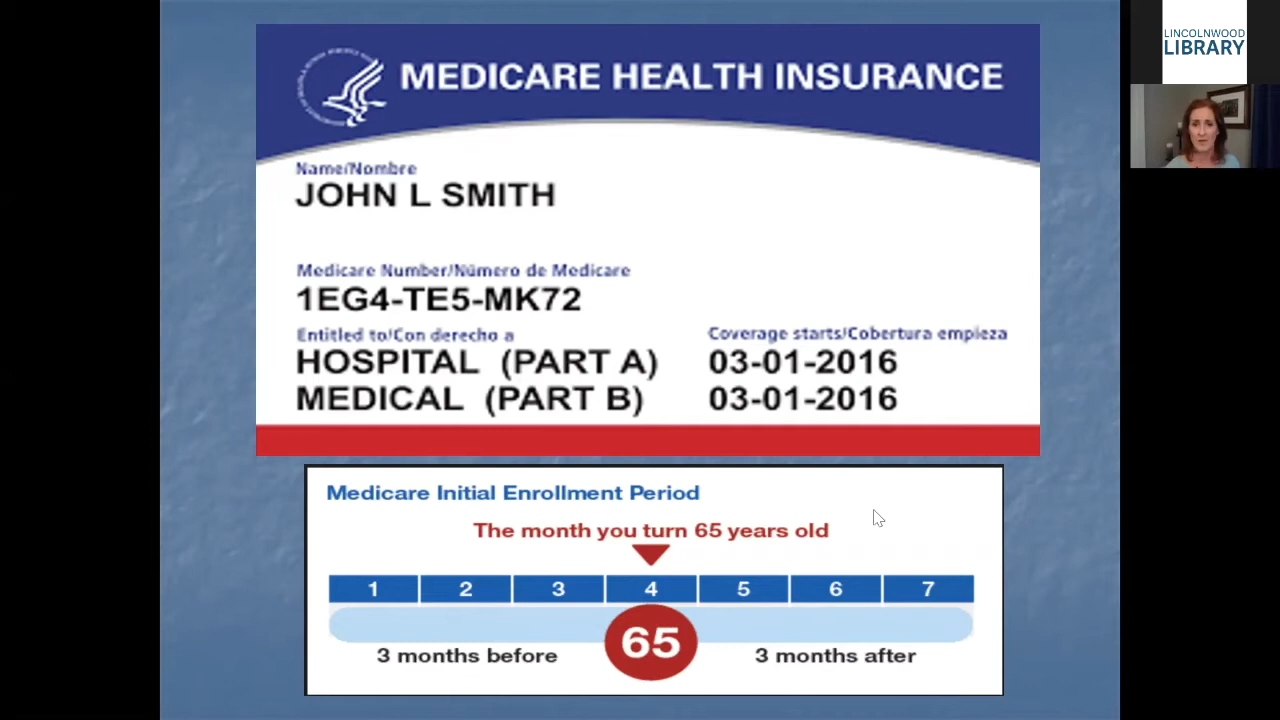 MEDICARE HEALTH INSURANCE
Name/Nombre
JOHN L SMITH
Medicare Number/Número de Medicare
1EG4-TE5-MK72
Entitled to/Con derecho a
Coverage starts/Cobertura empieza
HOSPITAL (PART A) 03-01-2016
MEDICAL (PART B) 03-01-2016
Medicare Initial Enrollment Period
The month you turn 65 years old
1 2 3 4 5 6 7
65
3 months before 3 months after
LINCOLNWOOD
LIBRARY